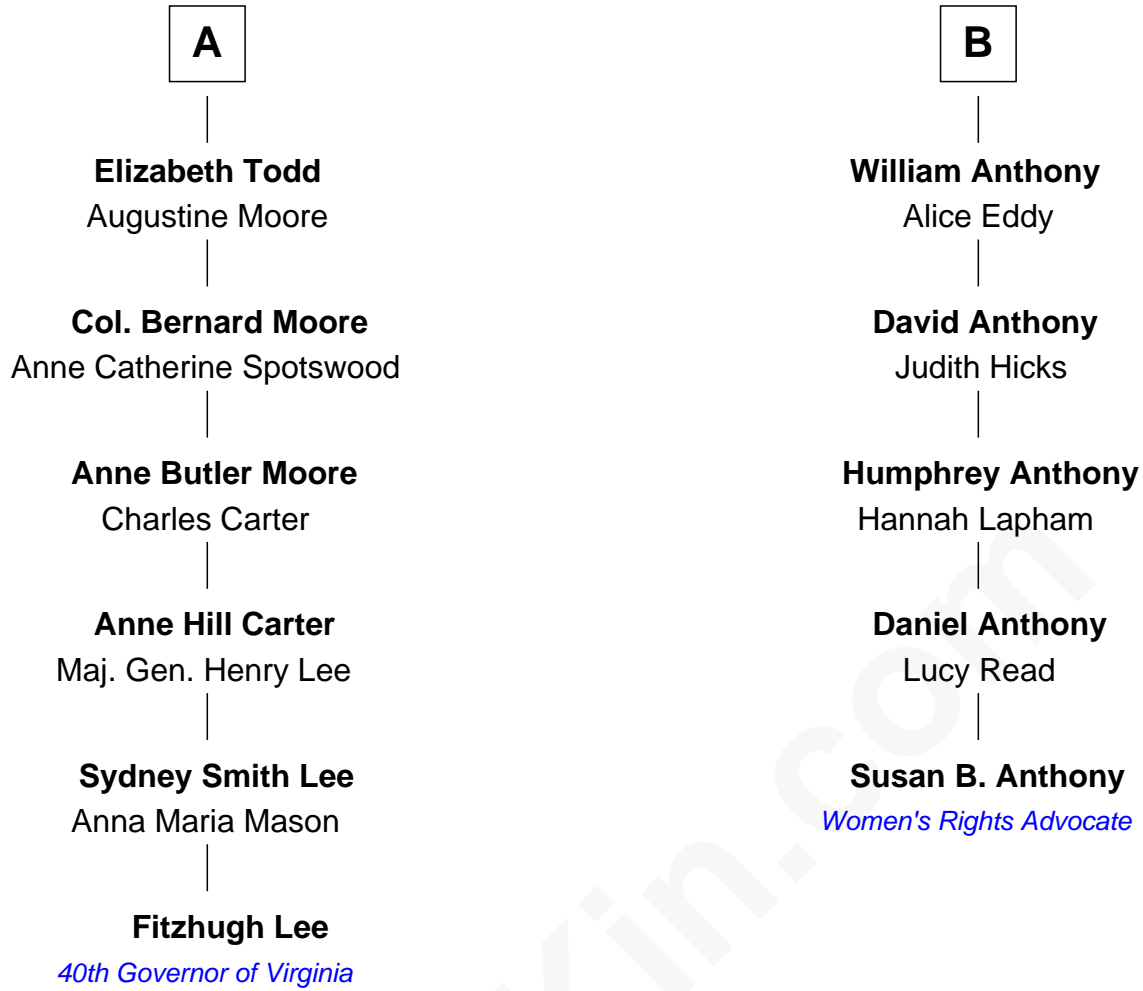 A
Elizabeth Todd
Augustine Moore
Col. Bernard Moore
Anne Catherine Spotswood
Anne Butler Moore
Charles Carter
Anne Hill Carter
Maj. Gen. Henry Lee
Sydney Smith Lee
Anna Maria Mason
Fitzhugh Lee
40th Governor of Virginia
B
William Anthony
Alice Eddy
David Anthony
Judith Hicks
Humphrey Anthony
Hannah Lapham
Daniel Anthony
Lucy Read
Susan B. Anthony
Women's Rights Advocate
Kin.com